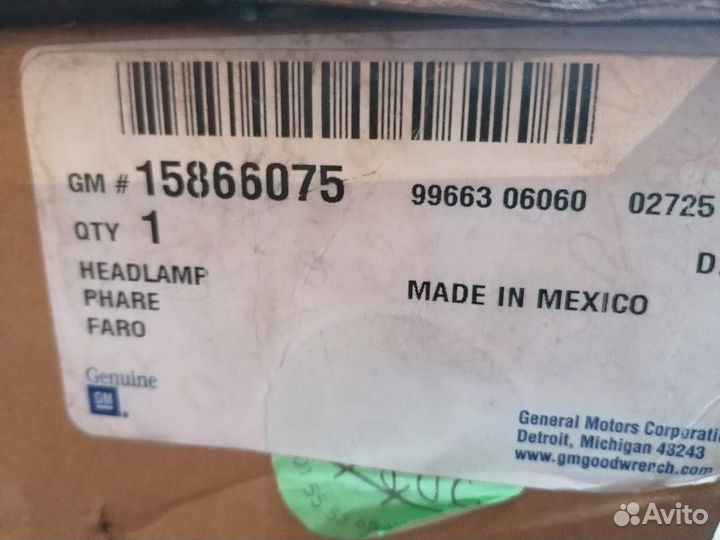 GM # 15866075 99663 06060 02725
QTY 1
HEADLAMP
PHARE
FARO
MADE IN MEXICO
Genuine
GM
General Motors Corporati
Detroit, Michigan 48243
www.gmgoodwrench.com
Avito